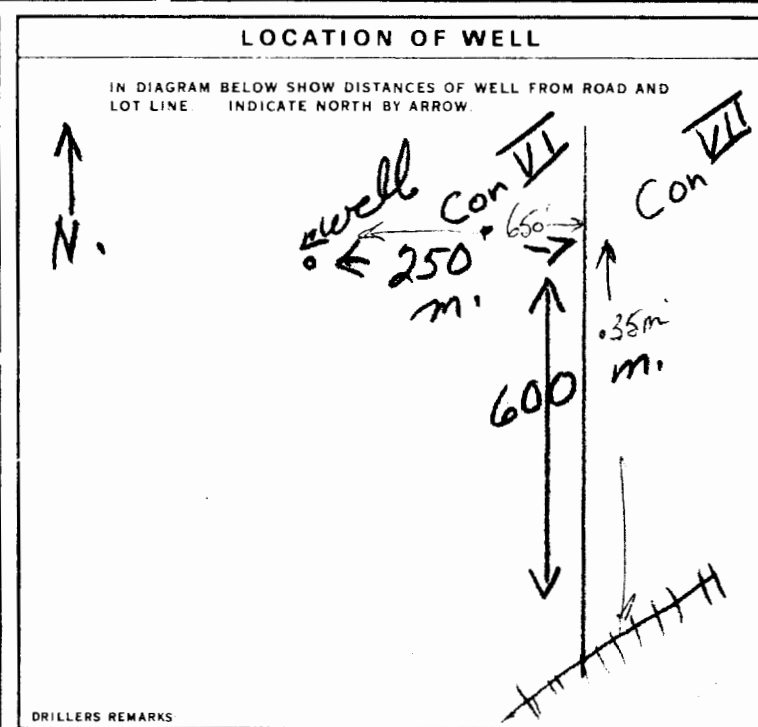 LOCATION OF WELL
IN DIAGRAM BELOW SHOW DISTANCES OF WELL FROM ROAD AND
LOT LINE. INDICATE NORTH BY ARROW.
N.
well
Con VI
Con VII
650'
250
m.
.35m
600 m.
DRILLERS REMARKS